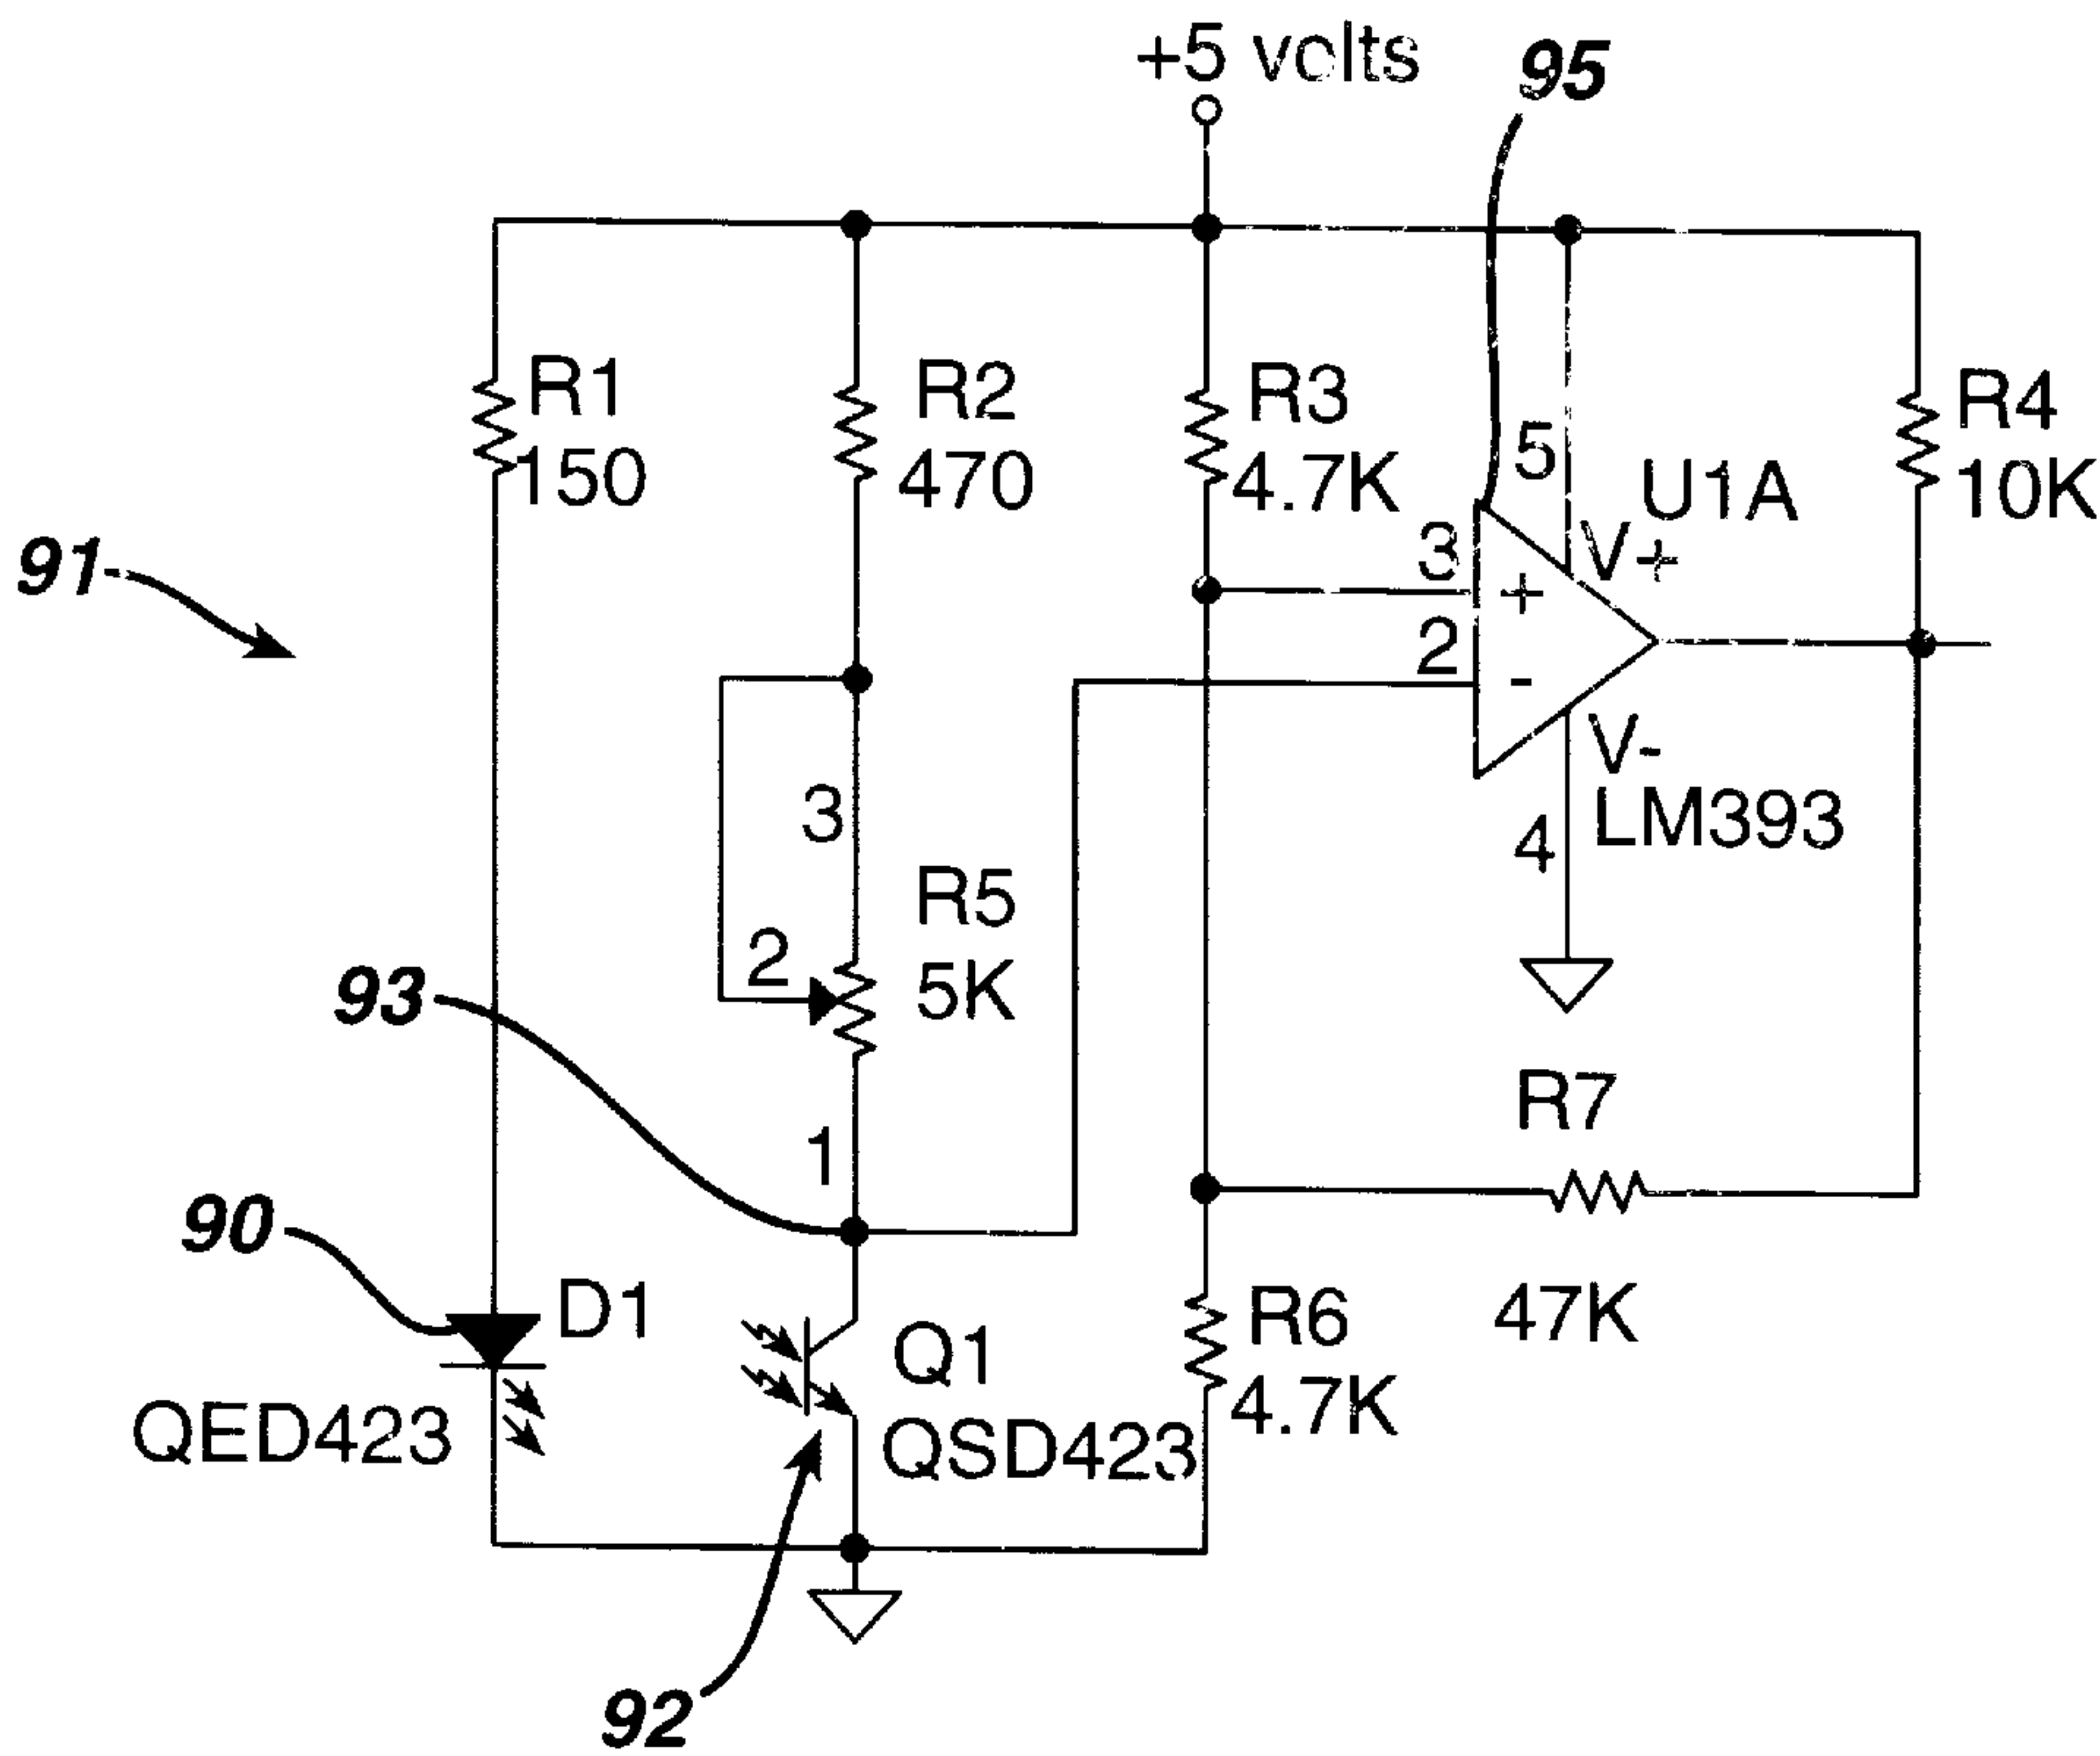 +5 volts
95
R1
150
R2
470
R3
4.7K
R4
10K
5
U1A
V+
3
+
2
-
91
V-
LM393
4
3
R5
5K
2
93
1
R7
47K
90
D1
QED423
Q1
QSD423
R6
4.7K
92